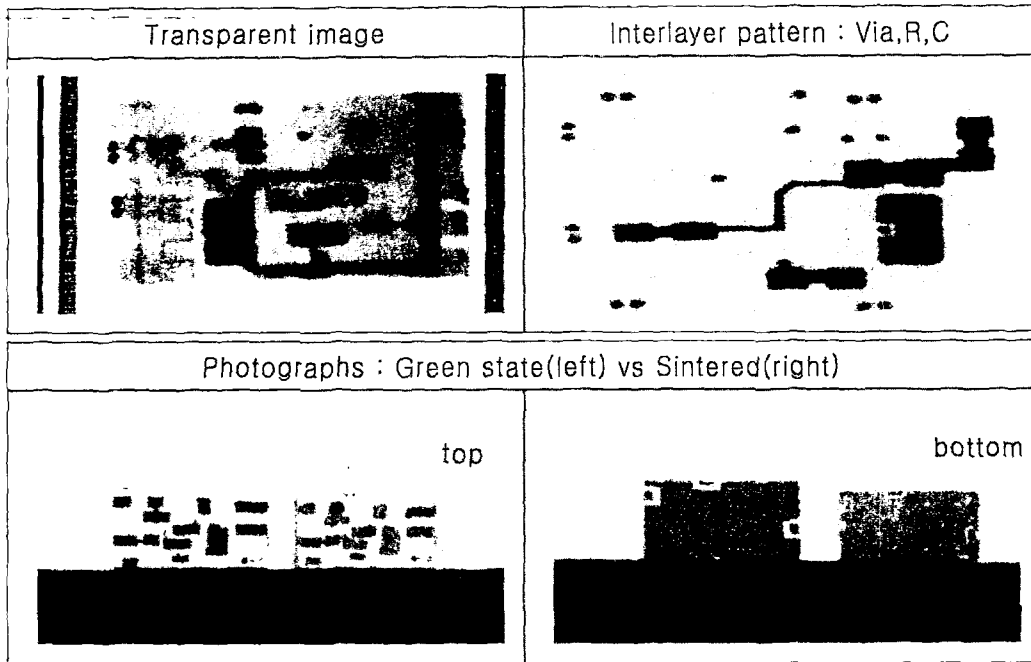 Transparent image
Interlayer pattern : Via,R,C
Photographs : Green state(left) vs Sintered(right)
top
bottom